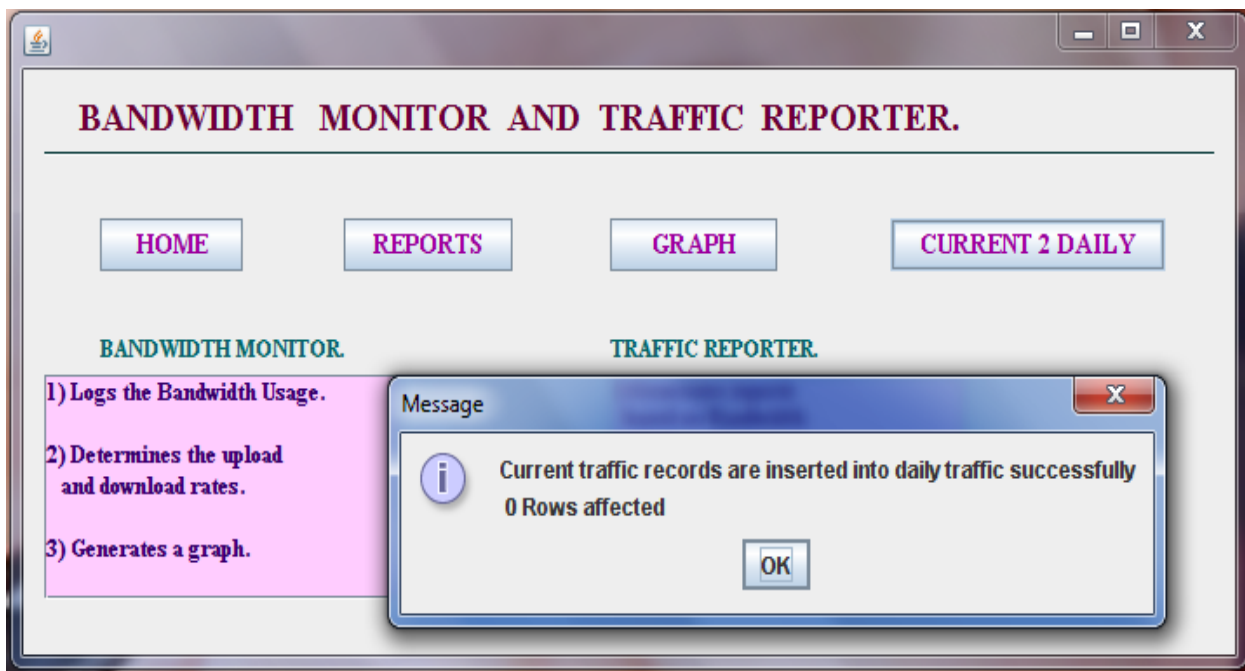 BANDWIDTH MONITOR AND TRAFFIC REPORTER.
HOME REPORTS GRAPH CURRENT 2 DAILY
BANDWIDTH MONITOR. TRAFFIC REPORTER.
1) Logs the Bandwidth Usage.
2) Determines the upload
and download rates.
3) Generates a graph.
Message
Current traffic records are inserted into daily traffic successfully
0 Rows affected
OK